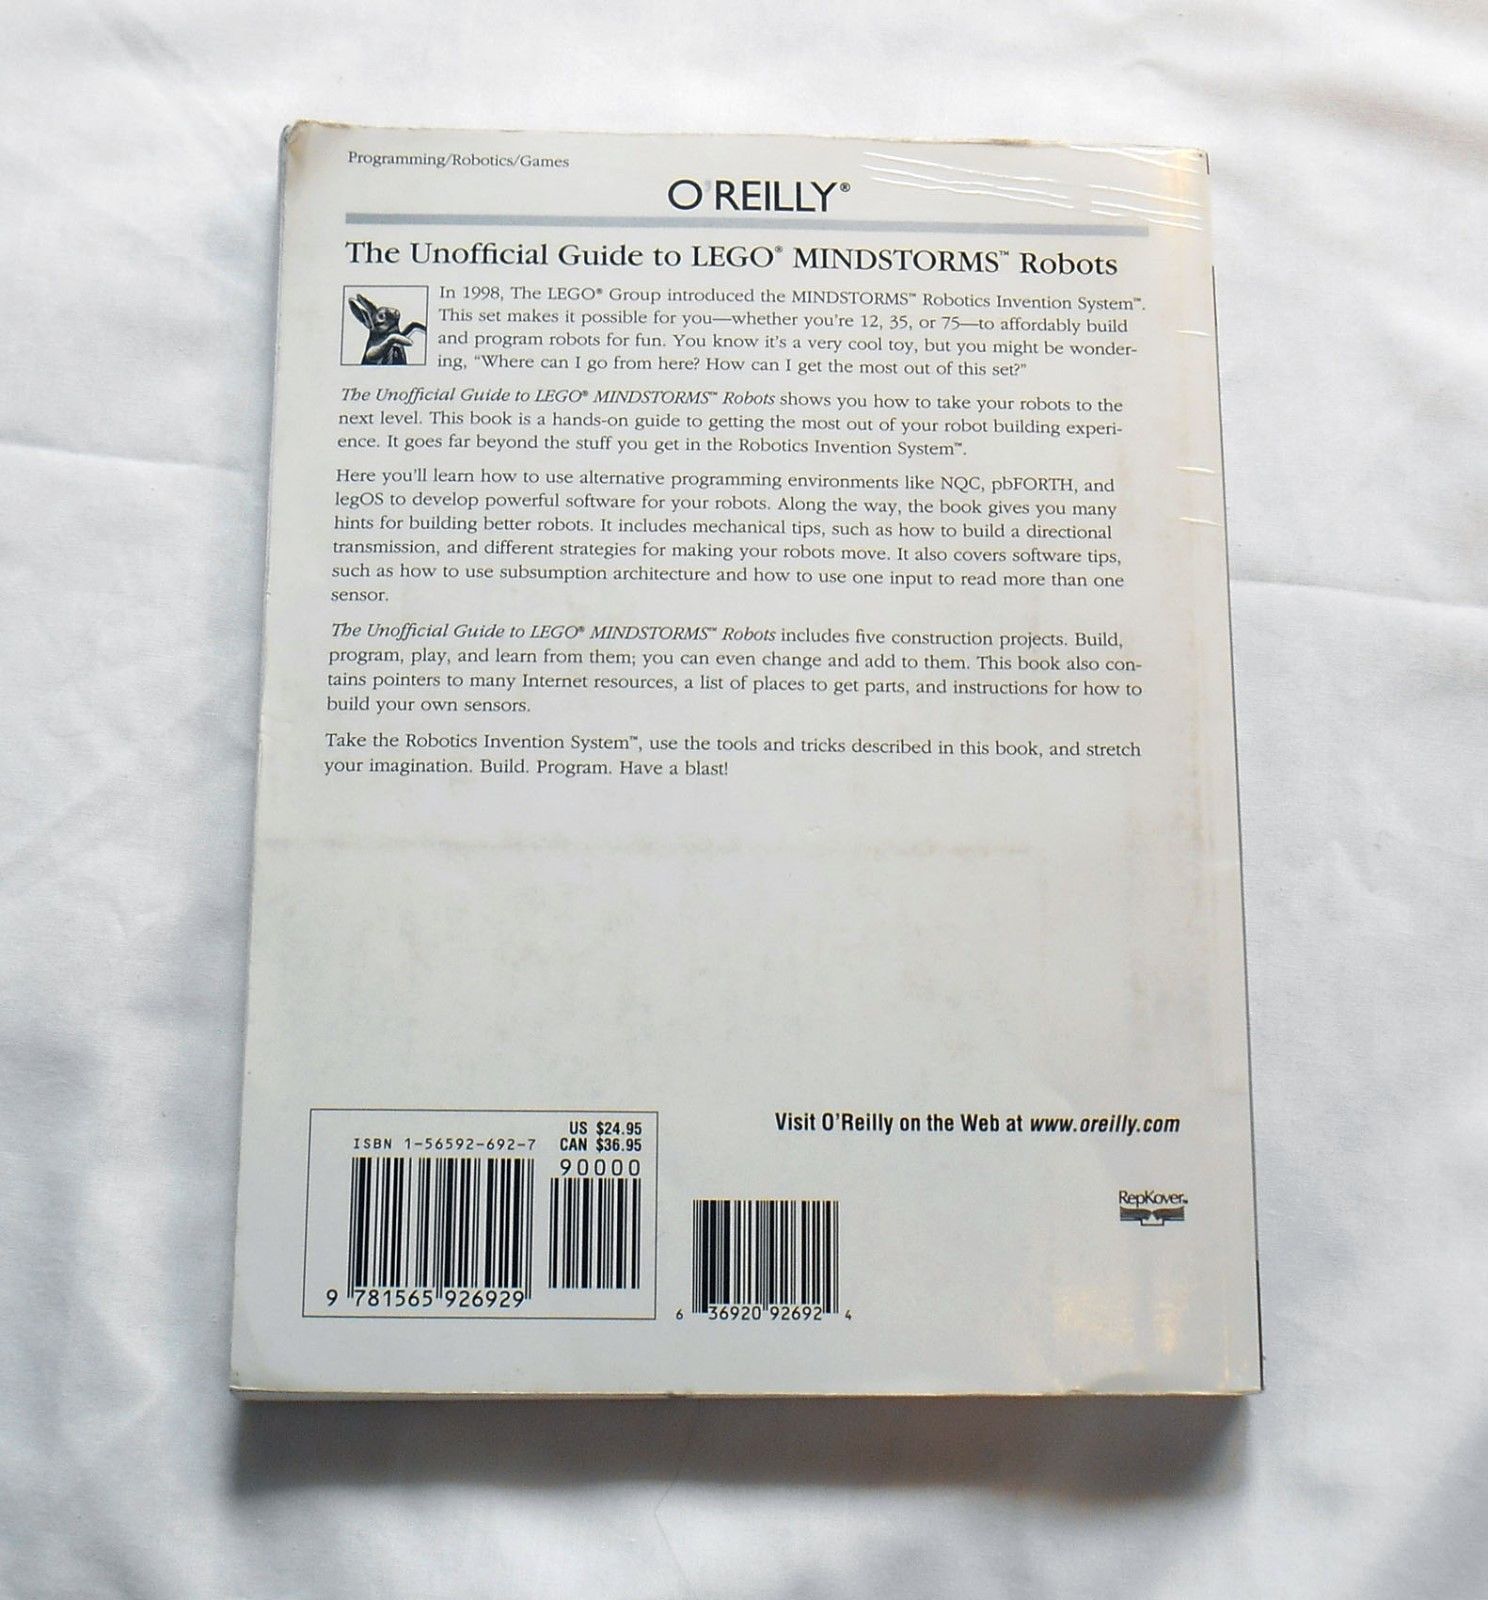 Programming/Robotics/Games
O'REILLY®
The Unofficial Guide to LEGO® MINDSTORMS™ Robots
In 1998, The LEGO® Group introduced the MINDSTORMS™ Robotics Invention System™.
This set makes it possible for you—whether you're 12, 35, or 75—to affordably build
and program robots for fun. You know it's a very cool toy, but you might be wonder-
ing, "Where can I go from here? How can I get the most out of this set?"
The Unofficial Guide to LEGO® MINDSTORMS™ Robots shows you how to take your robots to the
next level. This book is a hands-on guide to getting the most out of your robot building experi-
ence. It goes far beyond the stuff you get in the Robotics Invention System™.
Here you'll learn how to use alternative programming environments like NQC, pbFORTH, and
legOS to develop powerful software for your robots. Along the way, the book gives you many
hints for building better robots. It includes mechanical tips, such as how to build a directional
transmission, and different strategies for making your robots move. It also covers software tips,
such as how to use subsumption architecture and how to use one input to read more than one
sensor.
The Unofficial Guide to LEGO® MINDSTORMS™ Robots includes five construction projects. Build,
program, play, and learn from them; you can even change and add to them. This book also con-
tains pointers to many Internet resources, a list of places to get parts, and instructions for how to
build your own sensors.
Take the Robotics Invention System™, use the tools and tricks described in this book, and stretch
your imagination. Build. Program. Have a blast!
US $24.95
ISBN 1-56592-692-7 CAN $36.95
90000
9 781565 926929
6 36920 92692 4
Visit O'Reilly on the Web at www.oreilly.com
RepKover™